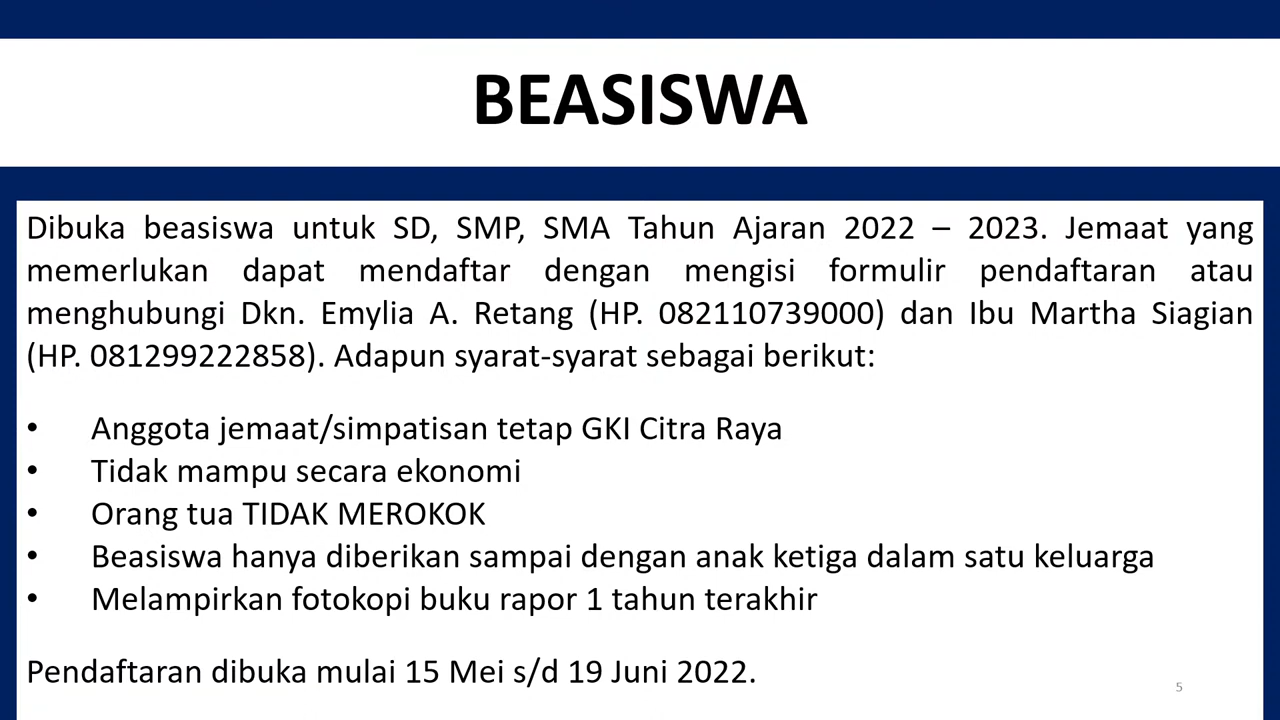 BEASISWA
Dibuka beasiswa untuk SD, SMP, SMA Tahun Ajaran 2022 – 2023. Jemaat yang
memerlukan dapat mendaftar dengan mengisi formulir pendaftaran atau
menghubungi Dkn. Emylia A. Retang (HP. 082110739000) dan Ibu Martha Siagian
(HP. 081299222858). Adapun syarat-syarat sebagai berikut:
• Anggota jemaat/simpatisan tetap GKI Citra Raya
• Tidak mampu secara ekonomi
• Orang tua TIDAK MEROKOK
• Beasiswa hanya diberikan sampai dengan anak ketiga dalam satu keluarga
• Melampirkan fotokopi buku rapor 1 tahun terakhir
Pendaftaran dibuka mulai 15 Mei s/d 19 Juni 2022.
5